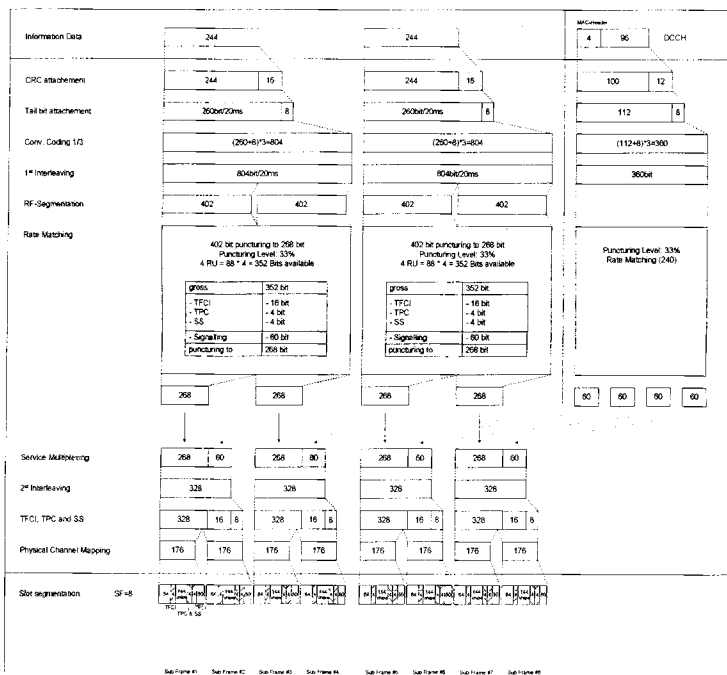 MAC-Header
Information Data 244 244 4 96 DCCH
CRC attachement 244 16 244 16 100 12
Tail bit attachement 260bit/20ms 8 260bit/20ms 8 112 8
Conv. Coding 1/3 (260+8)*3=804 (260+8)*3=804 (112+8)*3=360
1st Interleaving 804bit/20ms 804bit/20ms 360bit
RF-Segmentation 402 402 402 402
Rate Matching
402 bit puncturing to 268 bit 402 bit puncturing to 268 bit Puncturing Level: 33%
Puncturing Level: 33% Puncturing Level: 33% Rate Matching (240)
4 RU = 88 * 4 = 352 Bits available 4 RU = 88 * 4 = 352 Bits available
gross 352 bit gross 352 bit
- TFCI - 16 bit - TFCI - 16 bit
- TPC - 4 bit - TPC - 4 bit
- SS - 4 bit - SS - 4 bit
- Signalling - 60 bit - Signalling - 60 bit
puncturing to 268 bit puncturing to 268 bit
268 268 268 268 60 60 60 60
Service Multiplexing 268 60 268 60 268 60 268 60
2nd Interleaving 328 328 328 328
TFCI, TPC and SS 328 16 8 328 16 8 328 16 8 328 16 8
Physical Channel Mapping 176 176 176 176 176 176 176 176
Slot segmentation SF=8
144 144 144 144 144 144 144 144
TFCI
TPC & SS
Sub Frame #1 Sub Frame #2 Sub Frame #3 Sub Frame #4 Sub Frame #5 Sub Frame #6 Sub Frame #7 Sub Frame #8